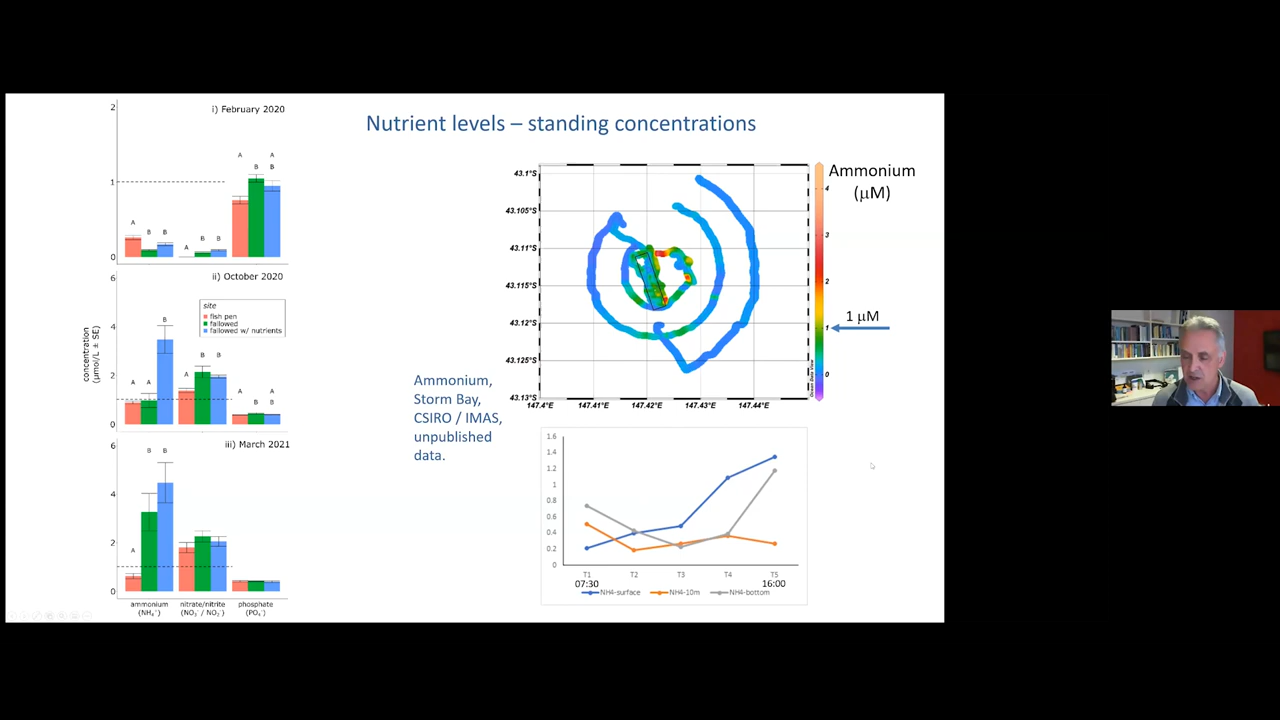 Nutrient levels – standing concentrations
i) February 2020
2
1
0
A
B
B
A
B
B
A
B
A
B
ii) October 2020
6
4
2
0
site
fish pen
fallowed
fallowed w/ nutrients
A
A
B
A
B
B
A
B
A
B
concentration
(μmol/L ± SE)
iii) March 2021
6
4
2
0
A
B
B
ammonium
nitrate/nitrite
phosphate
Ammonium,
Storm Bay,
CSIRO / IMAS,
unpublished
data.
43.1°S
43.105°S
43.11°S
43.115°S
43.12°S
43.125°S
43.13°S
147.4°E
147.41°E
147.42°E
147.43°E
147.44°E
4
3
2
1
0
Ammonium
(μM)
1 μM
1.6
1.4
1.2
1
0.8
0.6
0.4
0.2
0
T1
T2
T3
T4
T5
07:30
16:00
NH4-surface
NH4-10m
NH4-bottom